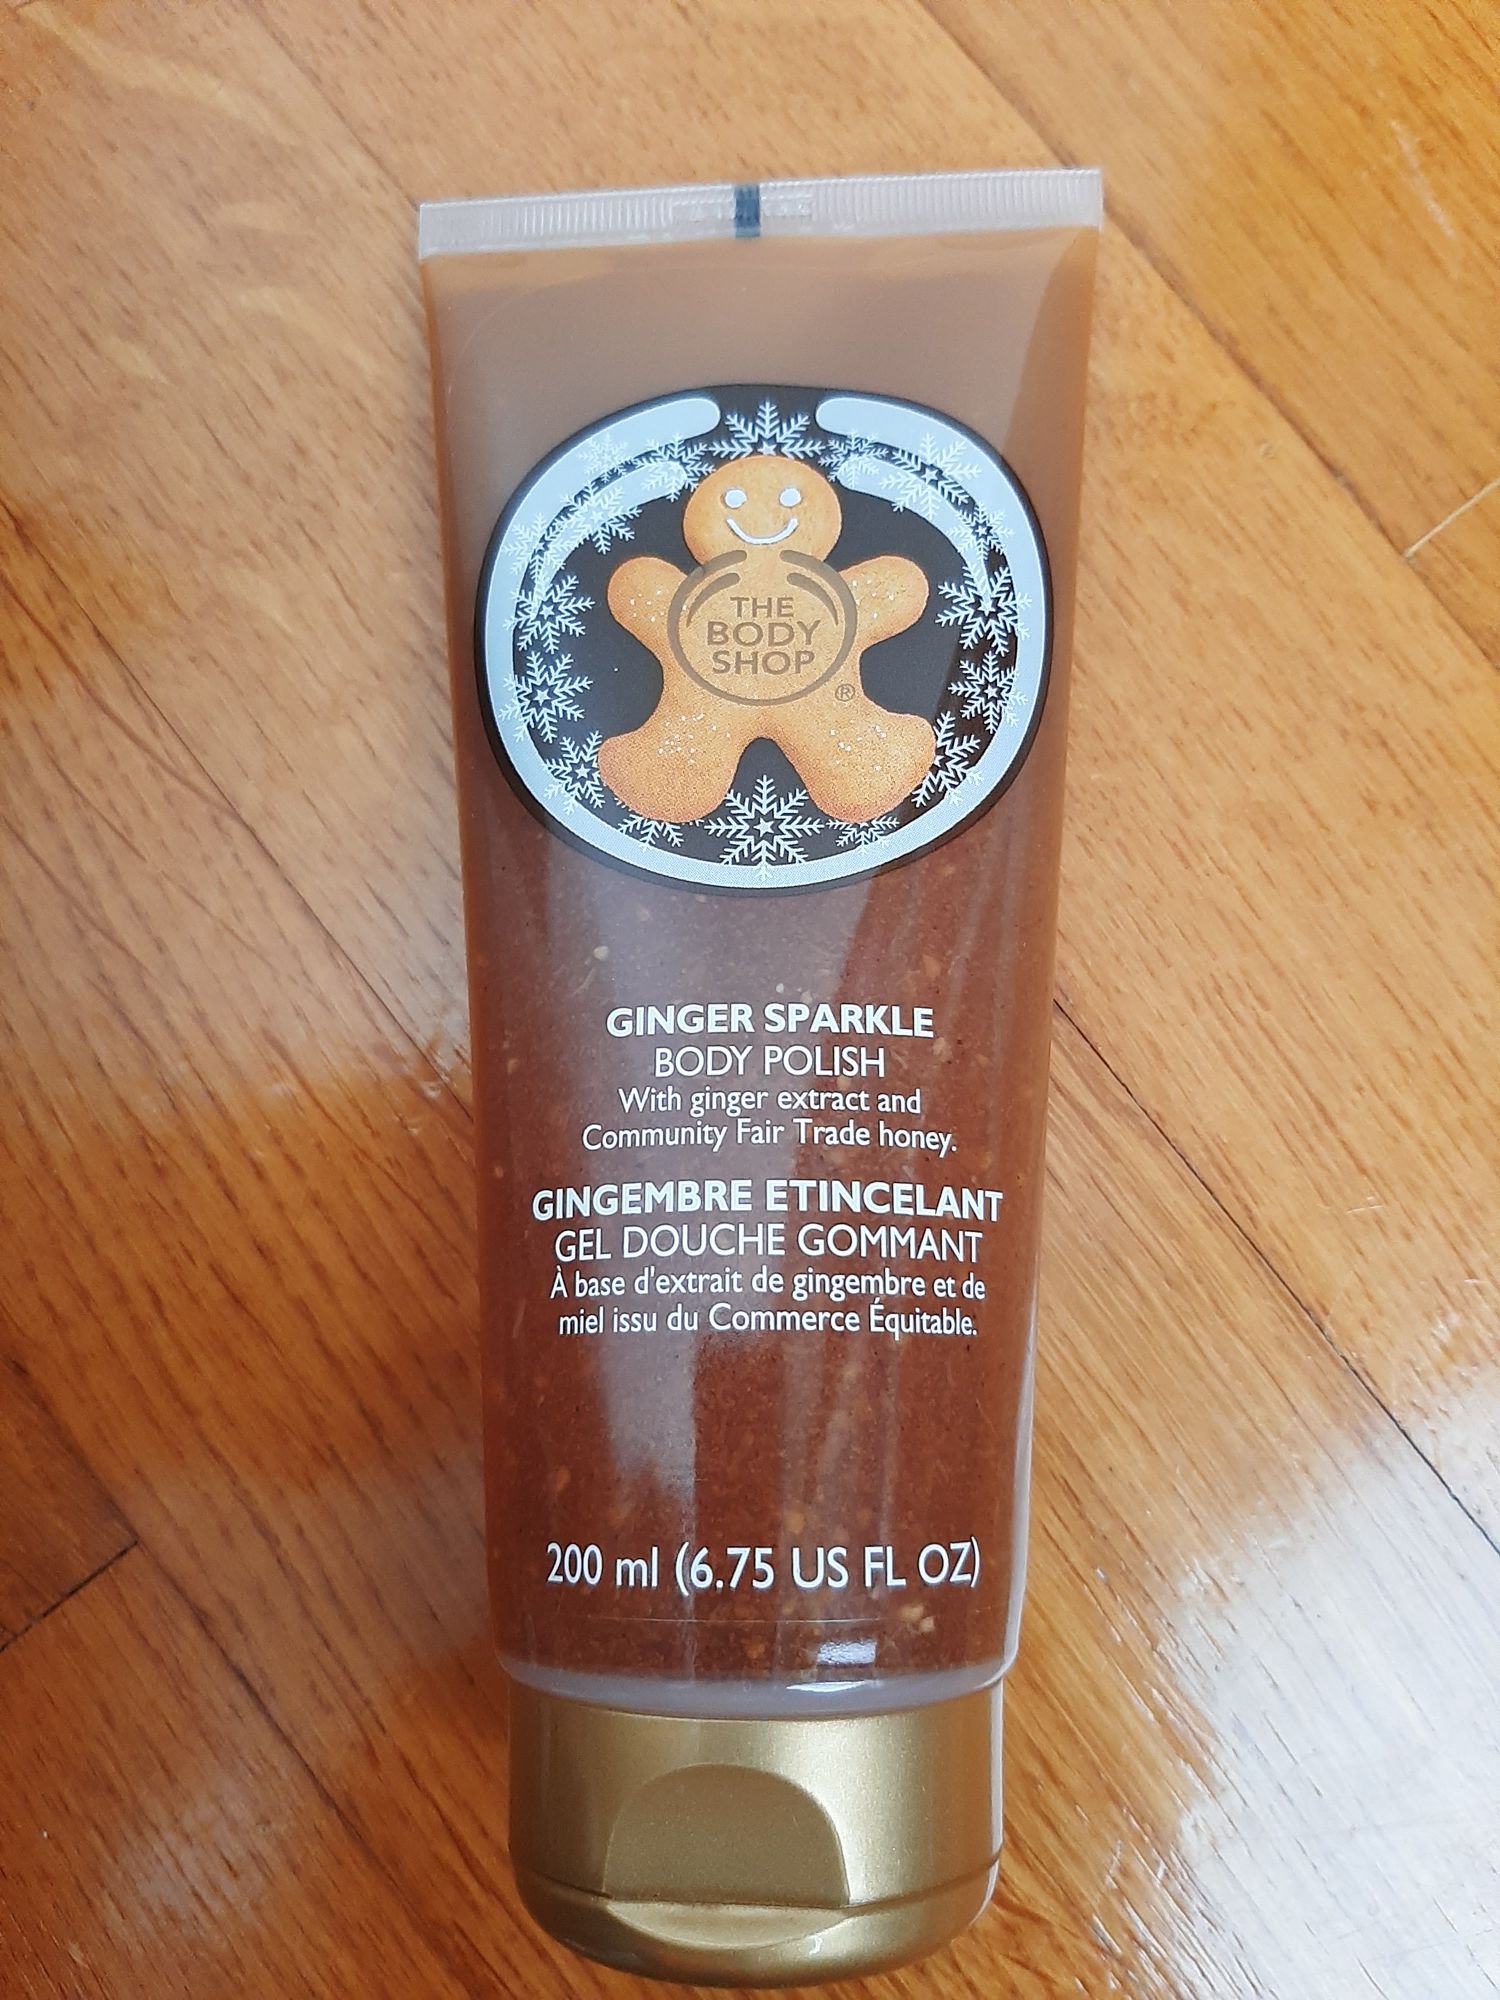 THE
BODY
SHOP
®
GINGER SPARKLE
BODY POLISH
With ginger extract and
Community Fair Trade honey.
GINGEMBRE ETINCELANT
GEL DOUCHE GOMMANT
À base d'extrait de gingembre et de
miel issu du Commerce Équitable.
200 ml (6.75 US FL OZ)